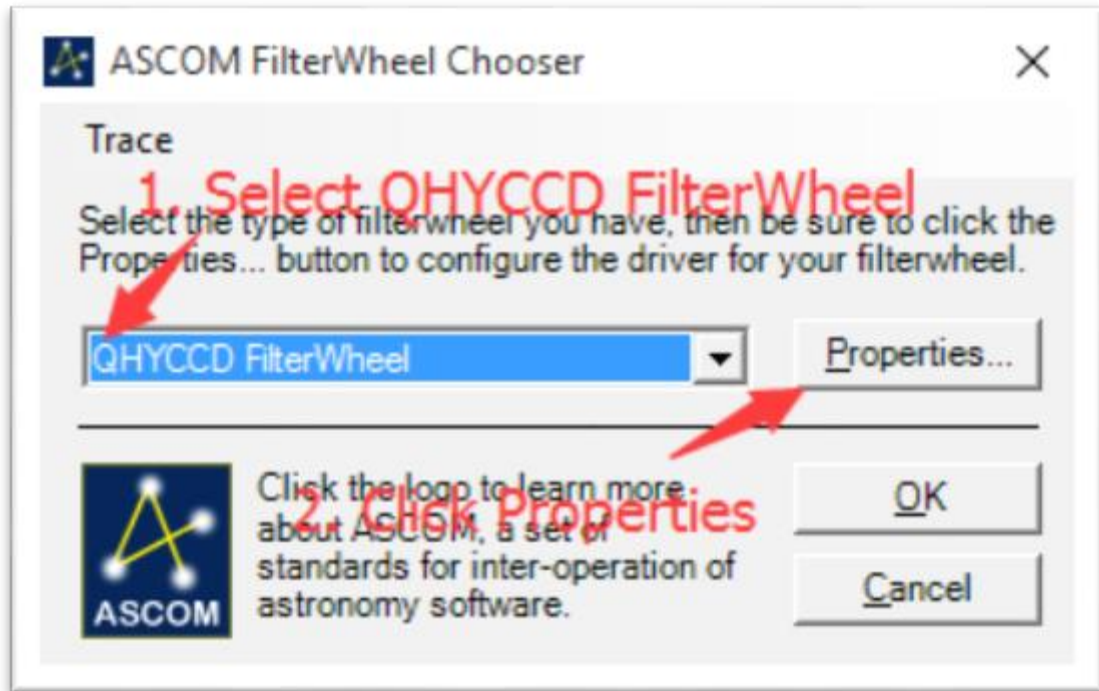 ASCOM FilterWheel Chooser
Trace
1. Select QHYCCD FilterWheel
Select the type of filterwheel you have, then be sure to click the
Properties... button to configure the driver for your filterwheel.
QHYCCD FilterWheel
Properties...
Click the logo to learn more
about ASCOM, a set of
standards for inter-operation of
astronomy software.
2. Click Properties
OK
Cancel
ASCOM